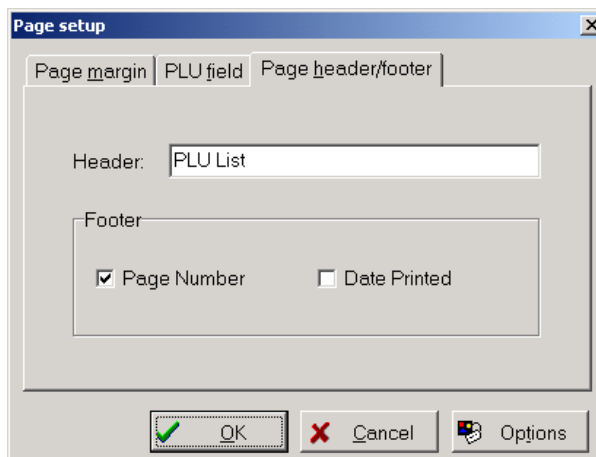 Page setup
Page margin PLU field Page header/footer
Header: PLU List
Footer
Page Number Date Printed
OK Cancel Options